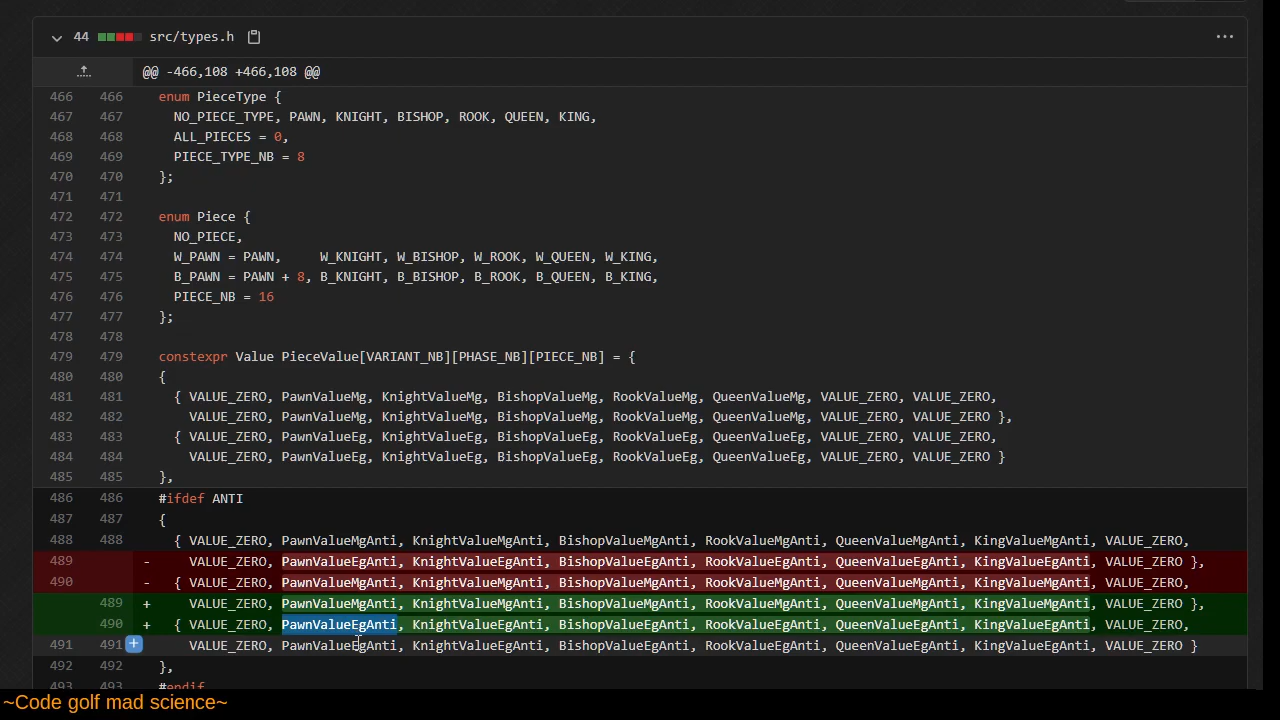 44 src/types.h ...
@@ -466,108 +466,108 @@
466 466 enum PieceType {
467 467 NO_PIECE_TYPE, PAWN, KNIGHT, BISHOP, ROOK, QUEEN, KING,
468 468 ALL_PIECES = 0,
469 469 PIECE_TYPE_NB = 8
470 470 };
471 471
472 472 enum Piece {
473 473 NO_PIECE,
474 474 W_PAWN = PAWN,     W_KNIGHT, W_BISHOP, W_ROOK, W_QUEEN, W_KING,
475 475 B_PAWN = PAWN + 8, B_KNIGHT, B_BISHOP, B_ROOK, B_QUEEN, B_KING,
476 476 PIECE_NB = 16
477 477 };
478 478
479 479 constexpr Value PieceValue[VARIANT_NB][PHASE_NB][PIECE_NB] = {
480 480 {
481 481 { VALUE_ZERO, PawnValueMg, KnightValueMg, BishopValueMg, RookValueMg, QueenValueMg, VALUE_ZERO, VALUE_ZERO,
482 482 VALUE_ZERO, PawnValueMg, KnightValueMg, BishopValueMg, RookValueMg, QueenValueMg, VALUE_ZERO, VALUE_ZERO },
483 483 { VALUE_ZERO, PawnValueEg, KnightValueEg, BishopValueEg, RookValueEg, QueenValueEg, VALUE_ZERO, VALUE_ZERO,
484 484 VALUE_ZERO, PawnValueEg, KnightValueEg, BishopValueEg, RookValueEg, QueenValueEg, VALUE_ZERO, VALUE_ZERO }
485 485 },
486 486 #ifdef ANTI
487 487 {
488 488 { VALUE_ZERO, PawnValueMgAnti, KnightValueMgAnti, BishopValueMgAnti, RookValueMgAnti, QueenValueMgAnti, KingValueMgAnti, VALUE_ZERO,
489 - VALUE_ZERO, PawnValueEgAnti, KnightValueEgAnti, BishopValueEgAnti, RookValueEgAnti, QueenValueEgAnti, KingValueEgAnti, VALUE_ZERO },
490 - { VALUE_ZERO, PawnValueMgAnti, KnightValueMgAnti, BishopValueMgAnti, RookValueMgAnti, QueenValueMgAnti, KingValueMgAnti, VALUE_ZERO,
489 + VALUE_ZERO, PawnValueMgAnti, KnightValueMgAnti, BishopValueMgAnti, RookValueMgAnti, QueenValueMgAnti, KingValueMgAnti, VALUE_ZERO },
490 + { VALUE_ZERO, PawnValueEgAnti, KnightValueEgAnti, BishopValueEgAnti, RookValueEgAnti, QueenValueEgAnti, KingValueEgAnti, VALUE_ZERO,
491 491 + VALUE_ZERO, PawnValueEgAnti, KnightValueEgAnti, BishopValueEgAnti, RookValueEgAnti, QueenValueEgAnti, KingValueEgAnti, VALUE_ZERO }
492 492 },
493 493 #endif
~Code golf mad science~